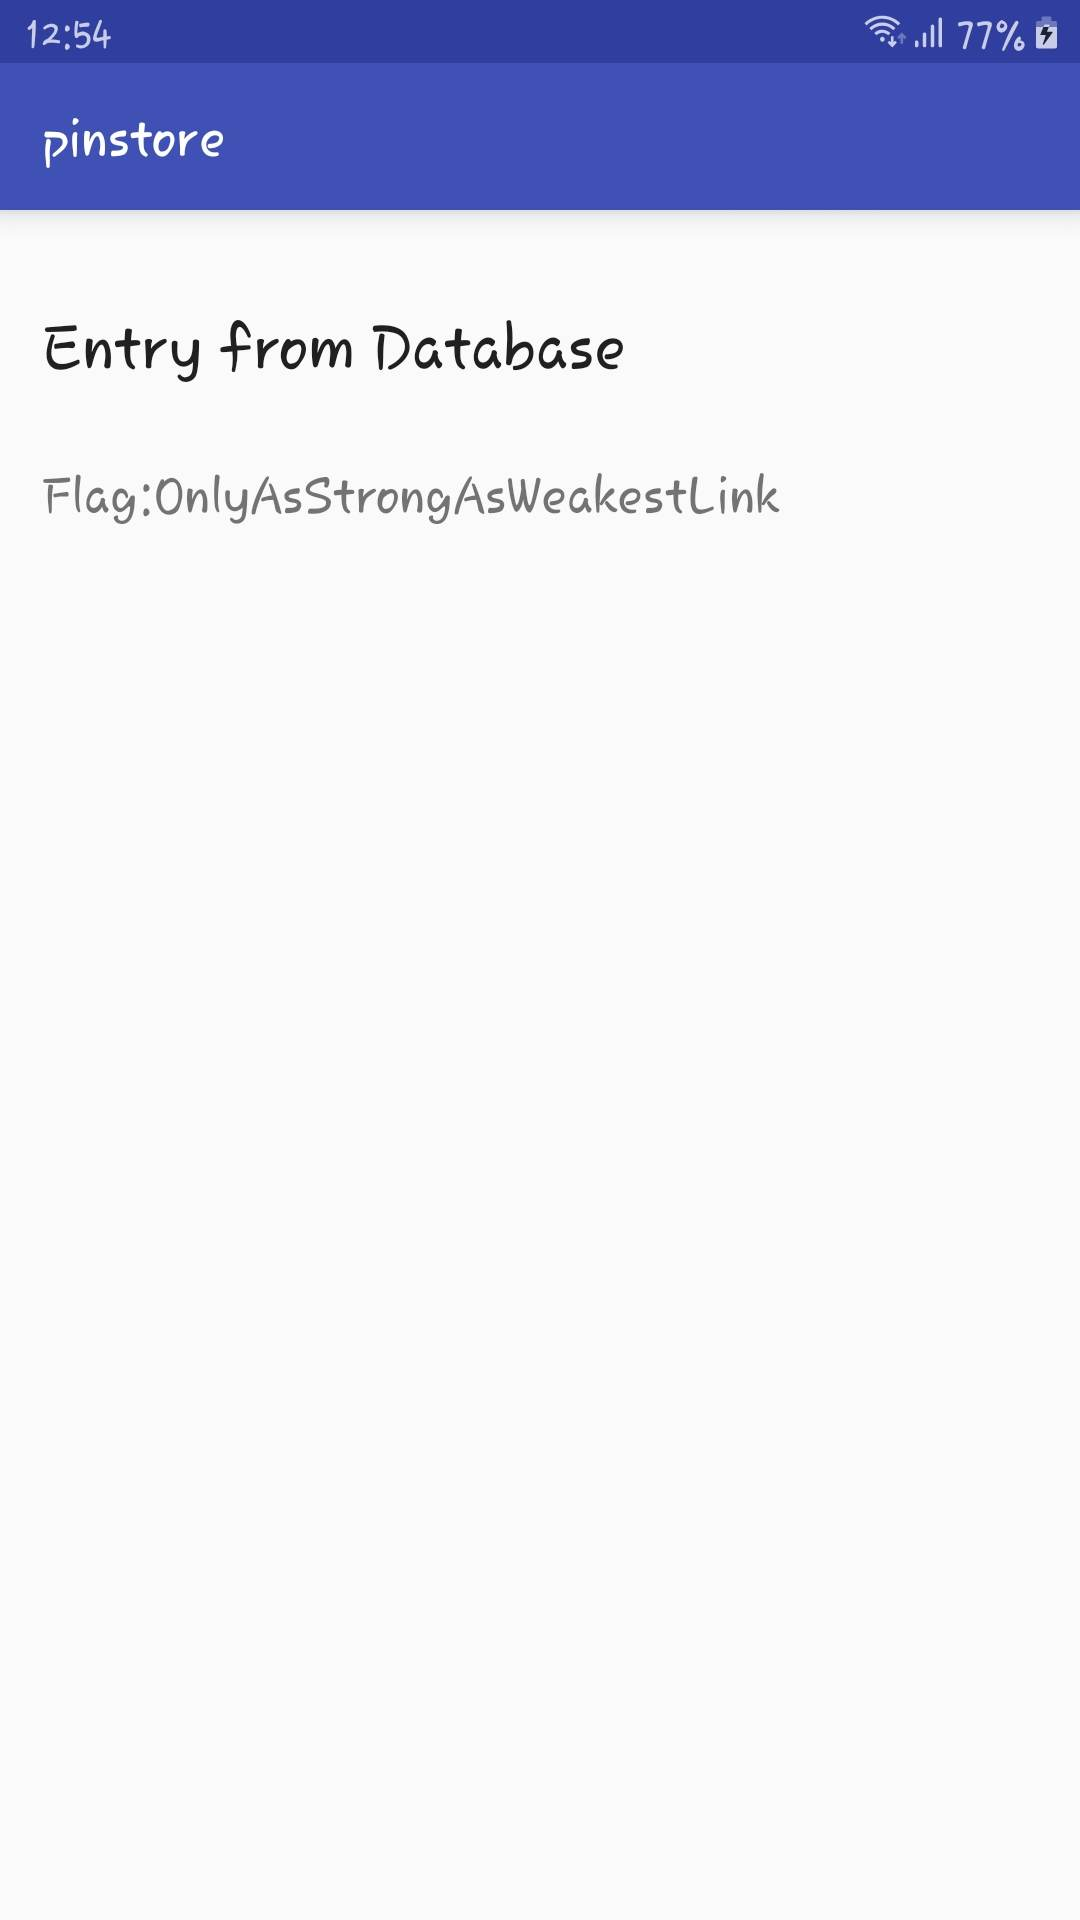 12:54 77%
pinstore
Entry from Database
Flag:OnlyAsStrongAsWeakestLink